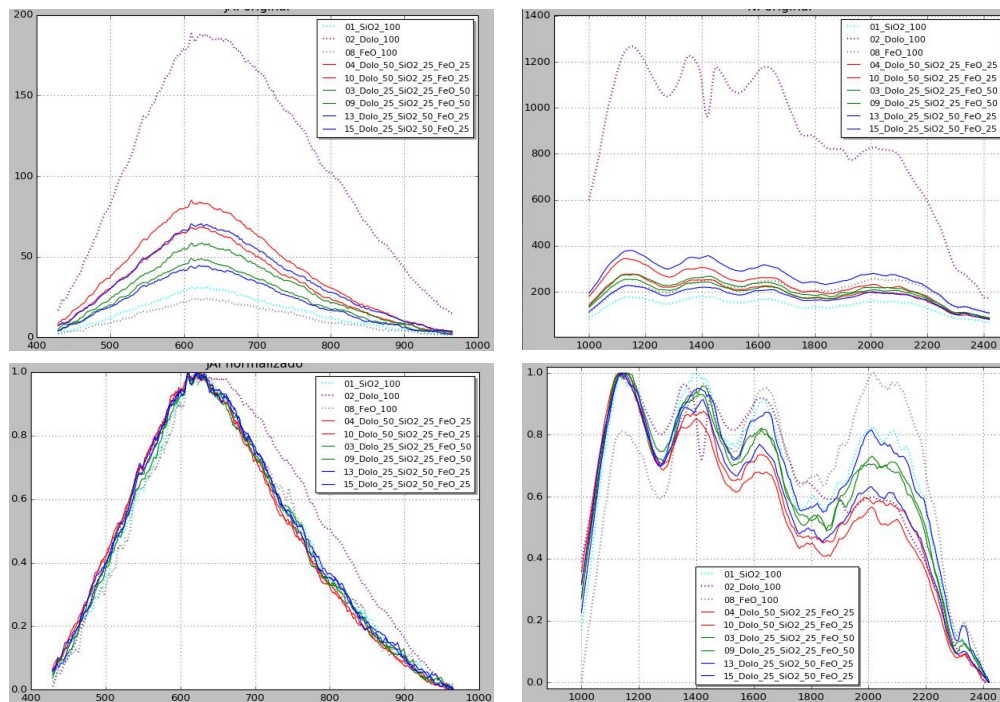 JAI original
200
150
100
50
0
400 500 600 700 800 900 1000
01_SiO2_100
02_Dolo_100
08_FeO_100
04_Dolo_50_SiO2_25_FeO_25
10_Dolo_50_SiO2_25_FeO_25
03_Dolo_25_SiO2_25_FeO_50
09_Dolo_25_SiO2_25_FeO_50
13_Dolo_25_SiO2_50_FeO_25
15_Dolo_25_SiO2_50_FeO_25
original
1400
1200
1000
800
600
400
200
1000 1200 1400 1600 1800 2000 2200 2400
01_SiO2_100
02_Dolo_100
08_FeO_100
04_Dolo_50_SiO2_25_FeO_25
10_Dolo_50_SiO2_25_FeO_25
03_Dolo_25_SiO2_25_FeO_50
09_Dolo_25_SiO2_25_FeO_50
13_Dolo_25_SiO2_50_FeO_25
15_Dolo_25_SiO2_50_FeO_25
JAI normalizado
1.0
0.8
0.6
0.4
0.2
0.0
400 500 600 700 800 900 1000
01_SiO2_100
02_Dolo_100
08_FeO_100
04_Dolo_50_SiO2_25_FeO_25
10_Dolo_50_SiO2_25_FeO_25
03_Dolo_25_SiO2_25_FeO_50
09_Dolo_25_SiO2_25_FeO_50
13_Dolo_25_SiO2_50_FeO_25
15_Dolo_25_SiO2_50_FeO_25
1.0
0.8
0.6
0.4
0.2
0.0
1000 1200 1400 1600 1800 2000 2200 2400
01_SiO2_100
02_Dolo_100
08_FeO_100
04_Dolo_50_SiO2_25_FeO_25
10_Dolo_50_SiO2_25_FeO_25
03_Dolo_25_SiO2_25_FeO_50
09_Dolo_25_SiO2_25_FeO_50
13_Dolo_25_SiO2_50_FeO_25
15_Dolo_25_SiO2_50_FeO_25